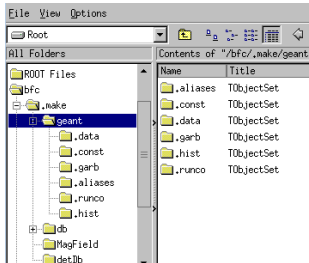 File View Options
Root
All Folders
Contents of "/bfc/.make/geant
ROOT Files
bfc
.make
geant
.data
.const
.garb
.aliases
.runco
.hist
db
MagField
detDb
Name Title
.aliases TObjectSet
.const TObjectSet
.data TObjectSet
.garb TObjectSet
.hist TObjectSet
.runco TObjectSet